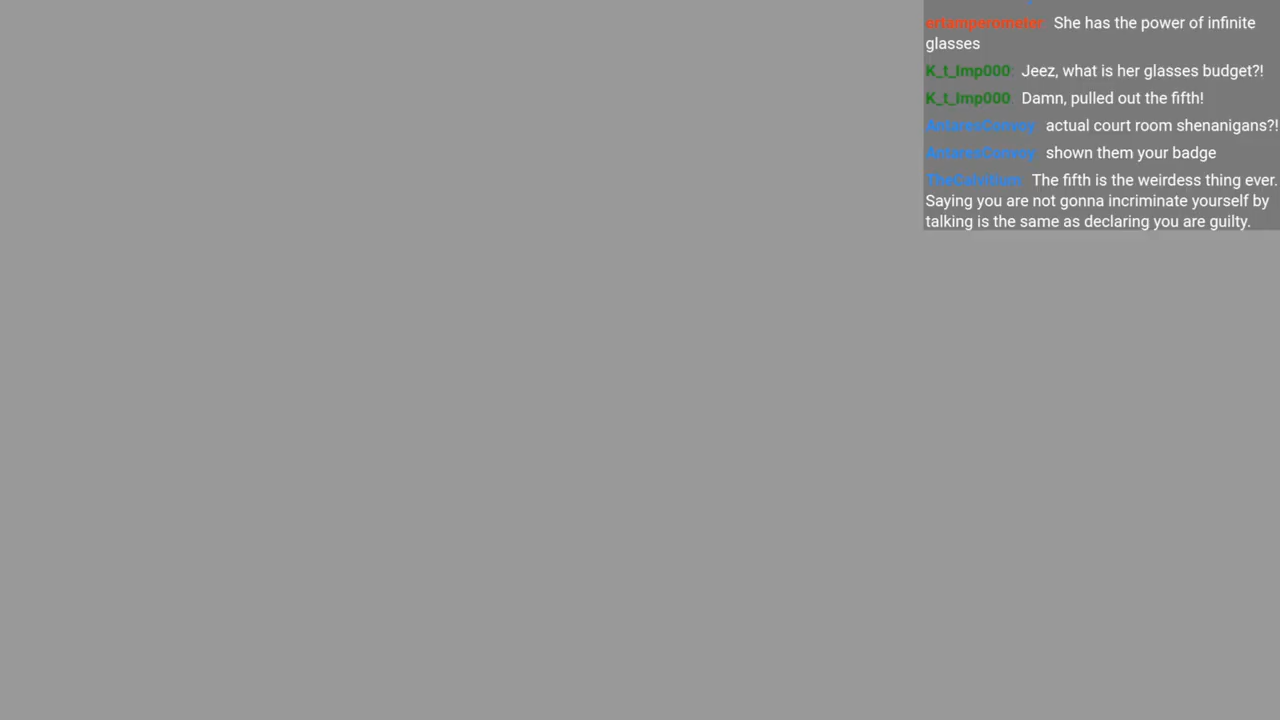 She has the power of infinite
glasses
K_t_Imp000: Jeez, what is her glasses budget?!
K_t_Imp000: Damn, pulled out the fifth!
AntaresConvoy: actual court room shenanigans?!
AntaresConvoy: shown them your badge
The fifth is the weirdess thing ever.
Saying you are not gonna incriminate yourself by
talking is the same as declaring you are guilty.